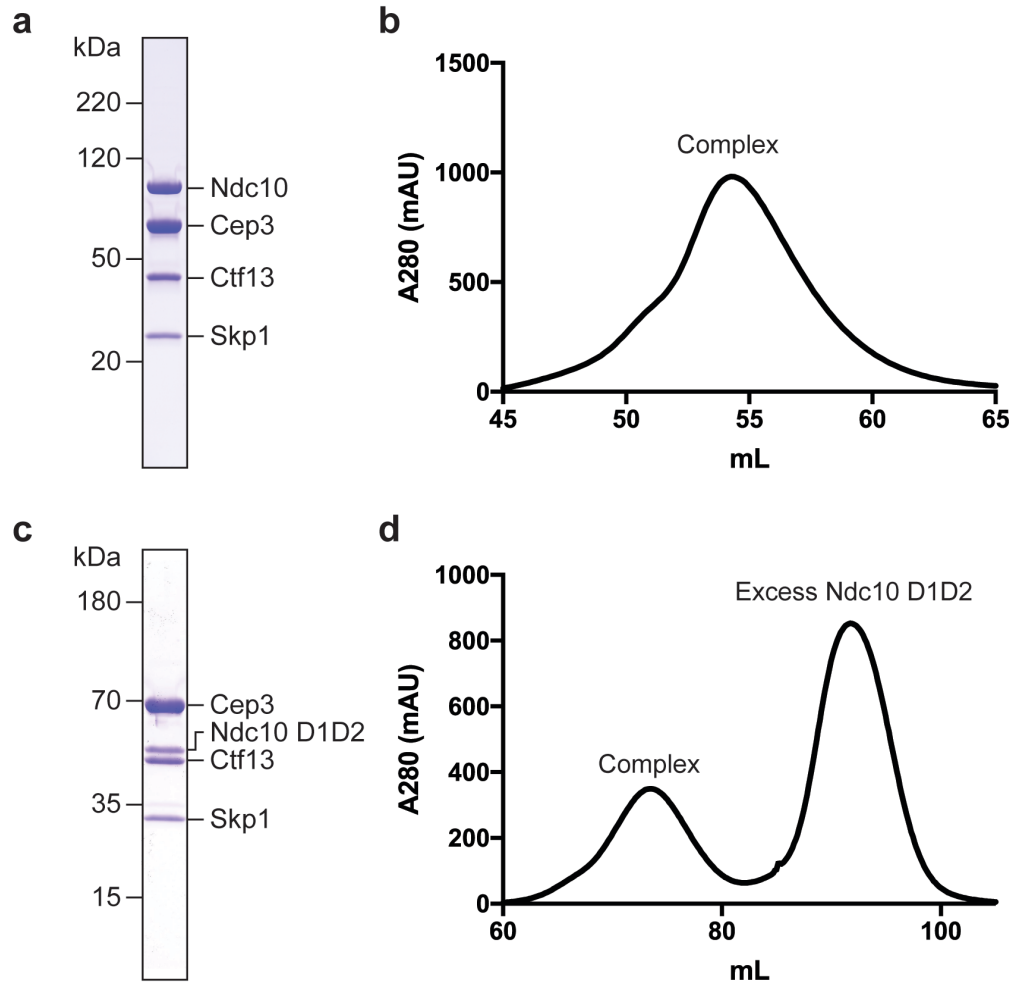 a
kDa
220
120
50
20
Ndc10
Cep3
Ctf13
Skp1
b
A280 (mAU)
1500
1000
500
0
Complex
45 50 55 60 65
mL
c
kDa
180
70
35
15
Cep3
Ndc10 D1D2
Ctf13
Skp1
d
A280 (mAU)
1000
800
600
400
200
0
Complex
Excess Ndc10 D1D2
60 80 100
mL